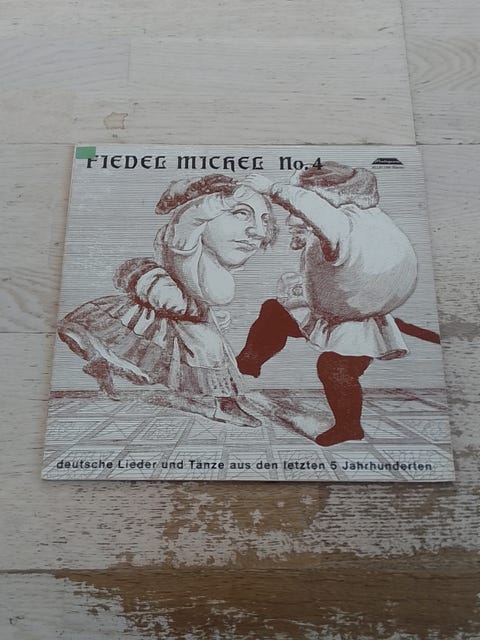 FIEDEL MICHEL No. 4
deutsche Lieder und Tänze aus den letzten 5 Jahrhunderten